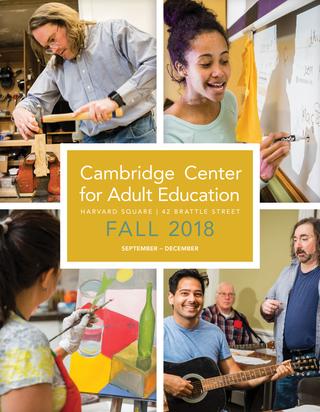 Cambridge Center
for Adult Education
HARVARD SQUARE | 42 BRATTLE STREET
FALL 2018
SEPTEMBER – DECEMBER